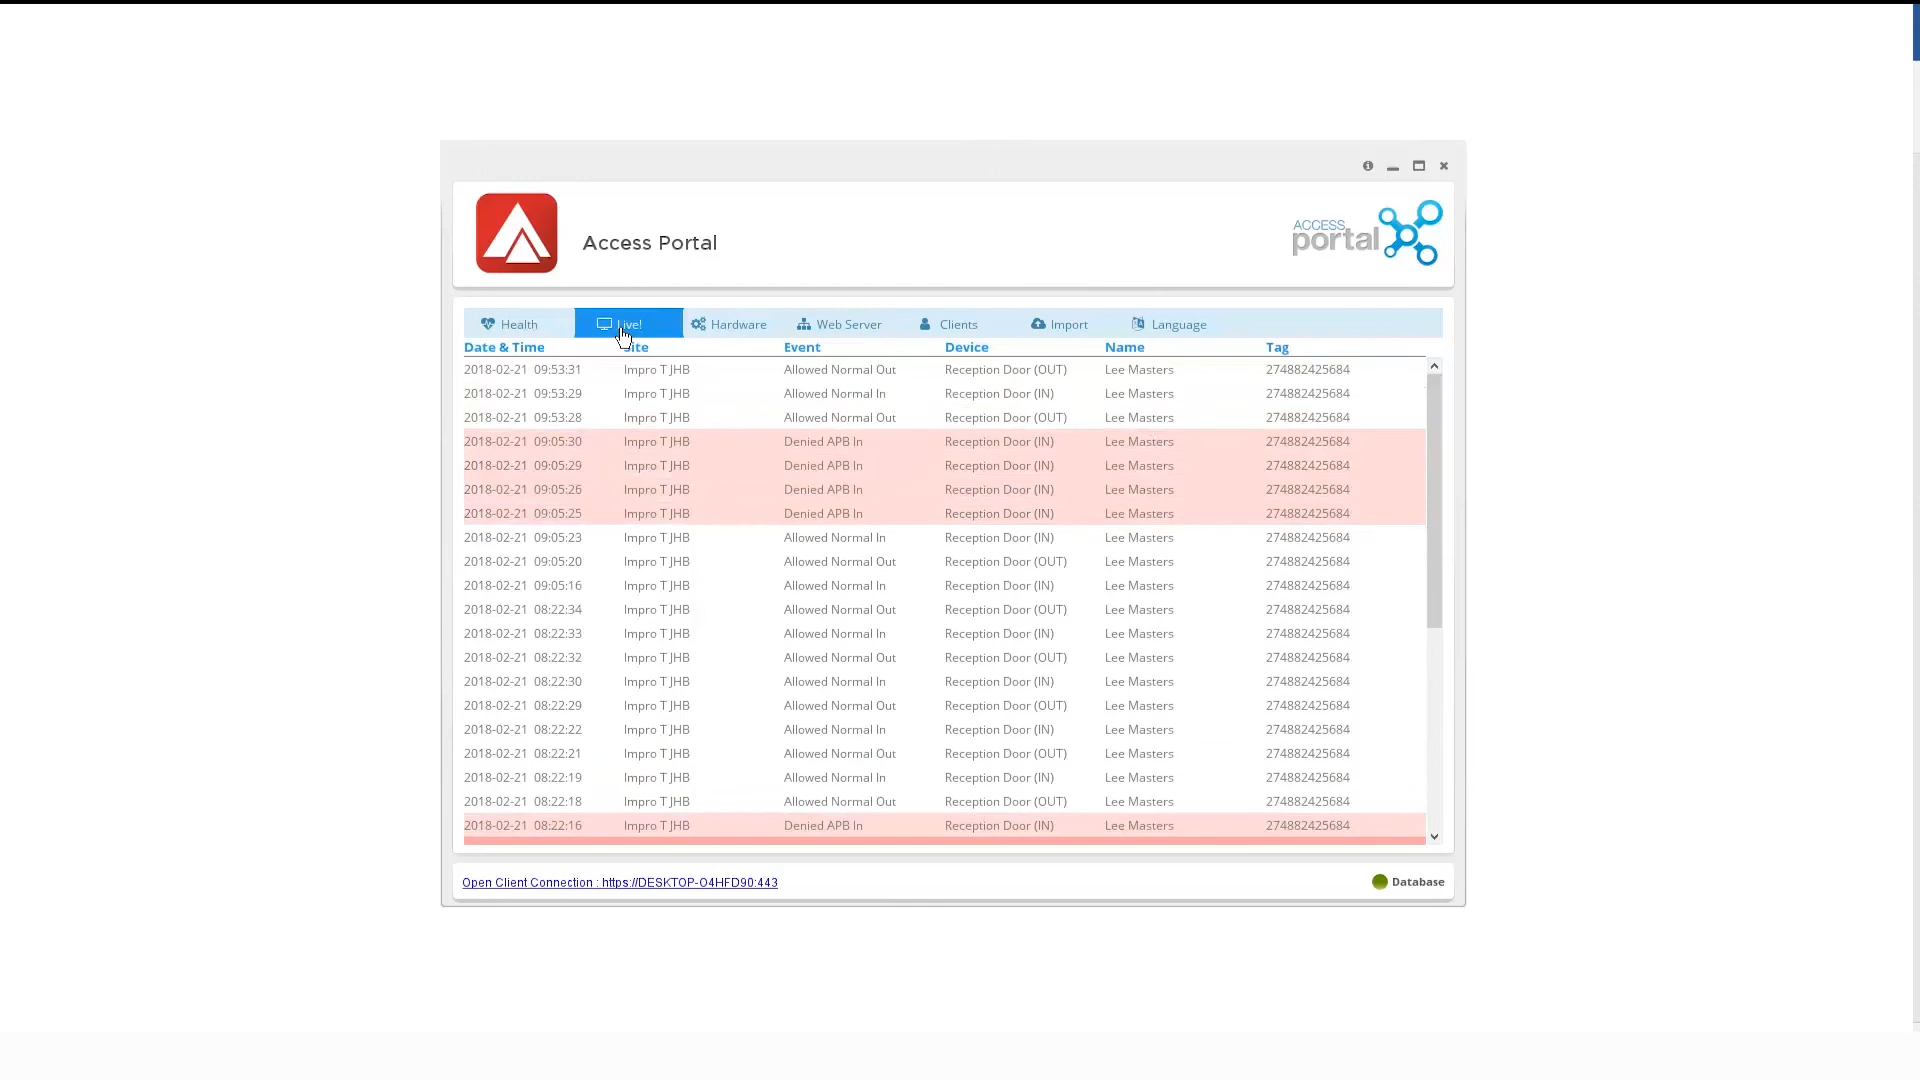 Access Portal
ACCESS
portal
Health Live! Hardware Web Server Clients Import Language
Date & Time Site Event Device Name Tag
2018-02-21 09:53:31 Impro T JHB Allowed Normal Out Reception Door (OUT) Lee Masters 274882425684
2018-02-21 09:53:29 Impro T JHB Allowed Normal In Reception Door (IN) Lee Masters 274882425684
2018-02-21 09:53:28 Impro T JHB Allowed Normal Out Reception Door (OUT) Lee Masters 274882425684
2018-02-21 09:05:30 Impro T JHB Denied APB In Reception Door (IN) Lee Masters 274882425684
2018-02-21 09:05:29 Impro T JHB Denied APB In Reception Door (IN) Lee Masters 274882425684
2018-02-21 09:05:26 Impro T JHB Denied APB In Reception Door (IN) Lee Masters 274882425684
2018-02-21 09:05:25 Impro T JHB Denied APB In Reception Door (IN) Lee Masters 274882425684
2018-02-21 09:05:23 Impro T JHB Allowed Normal In Reception Door (IN) Lee Masters 274882425684
2018-02-21 09:05:20 Impro T JHB Allowed Normal Out Reception Door (OUT) Lee Masters 274882425684
2018-02-21 09:05:16 Impro T JHB Allowed Normal In Reception Door (IN) Lee Masters 274882425684
2018-02-21 08:22:34 Impro T JHB Allowed Normal Out Reception Door (OUT) Lee Masters 274882425684
2018-02-21 08:22:33 Impro T JHB Allowed Normal In Reception Door (IN) Lee Masters 274882425684
2018-02-21 08:22:32 Impro T JHB Allowed Normal Out Reception Door (OUT) Lee Masters 274882425684
2018-02-21 08:22:30 Impro T JHB Allowed Normal In Reception Door (IN) Lee Masters 274882425684
2018-02-21 08:22:29 Impro T JHB Allowed Normal Out Reception Door (OUT) Lee Masters 274882425684
2018-02-21 08:22:22 Impro T JHB Allowed Normal In Reception Door (IN) Lee Masters 274882425684
2018-02-21 08:22:21 Impro T JHB Allowed Normal Out Reception Door (OUT) Lee Masters 274882425684
2018-02-21 08:22:19 Impro T JHB Allowed Normal In Reception Door (IN) Lee Masters 274882425684
2018-02-21 08:22:18 Impro T JHB Allowed Normal Out Reception Door (OUT) Lee Masters 274882425684
2018-02-21 08:22:16 Impro T JHB Denied APB In Reception Door (IN) Lee Masters 274882425684
Open Client Connection : https://DESKTOP-O4HFD90:443 Database